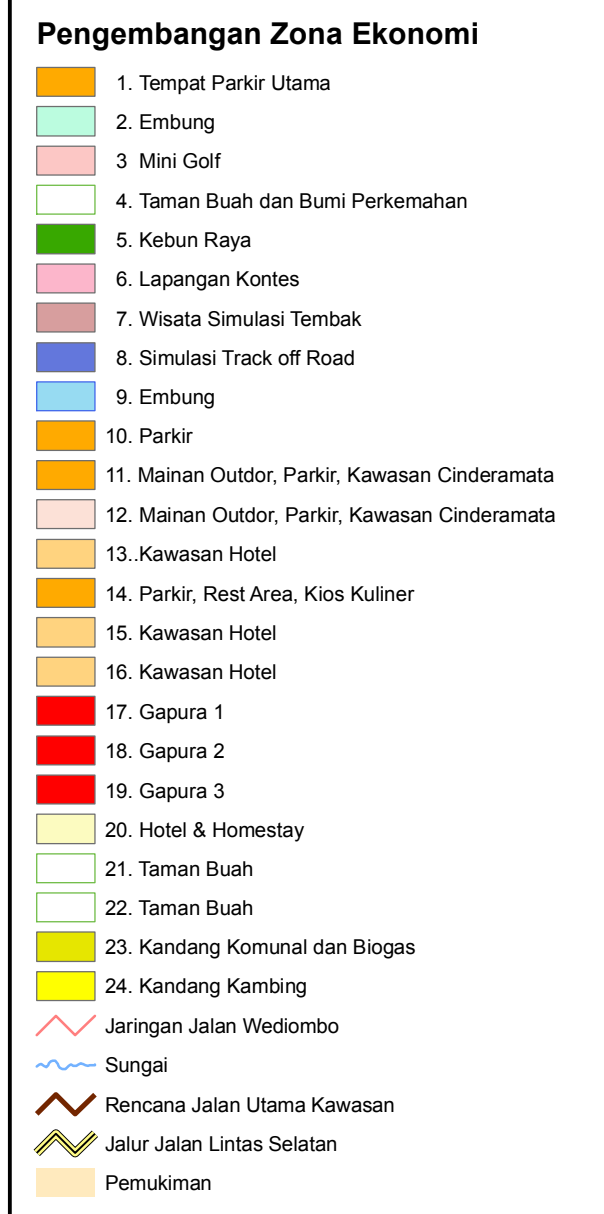 Pengembangan Zona Ekonomi
1. Tempat Parkir Utama
2. Embung
3 Mini Golf
4. Taman Buah dan Bumi Perkemahan
5. Kebun Raya
6. Lapangan Kontes
7. Wisata Simulasi Tembak
8. Simulasi Track off Road
9. Embung
10. Parkir
11. Mainan Outdor, Parkir, Kawasan Cinderamata
12. Mainan Outdor, Parkir, Kawasan Cinderamata
13..Kawasan Hotel
14. Parkir, Rest Area, Kios Kuliner
15. Kawasan Hotel
16. Kawasan Hotel
17. Gapura 1
18. Gapura 2
19. Gapura 3
20. Hotel & Homestay
21. Taman Buah
22. Taman Buah
23. Kandang Komunal dan Biogas
24. Kandang Kambing
Jaringan Jalan Wediombo
Sungai
Rencana Jalan Utama Kawasan
Jalur Jalan Lintas Selatan
Pemukiman